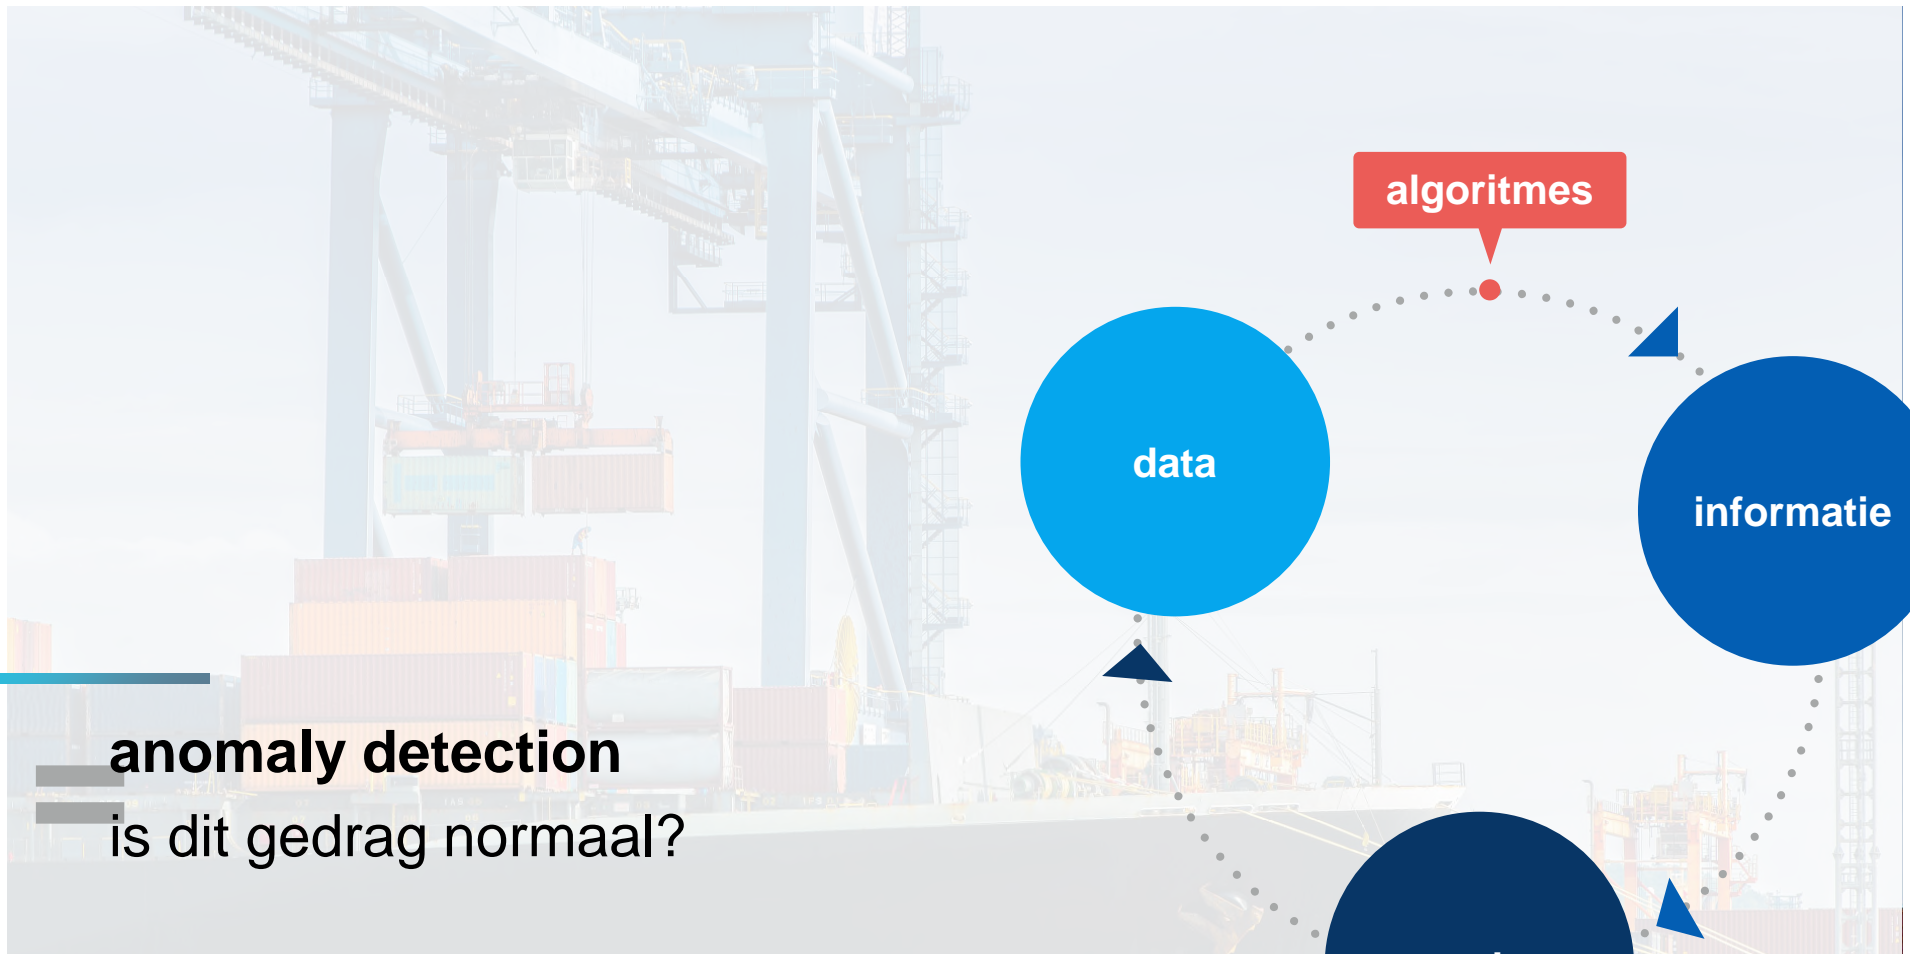 algoritmes
data
informatie
anomaly detection
is dit gedrag normaal?